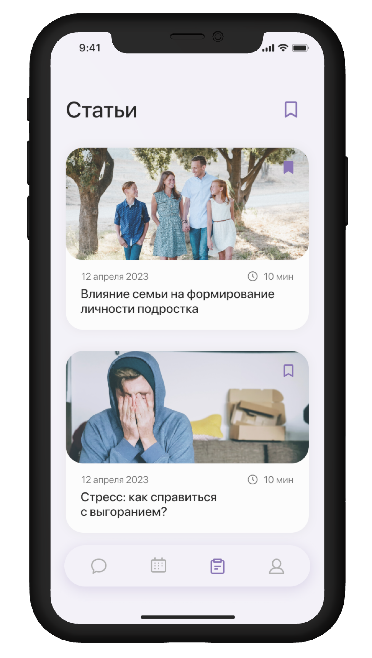 9:41
Статьи
12 апреля 2023 10 мин
Влияние семьи на формирование
личности подростка
12 апреля 2023 10 мин
Стресс: как справиться
с выгоранием?